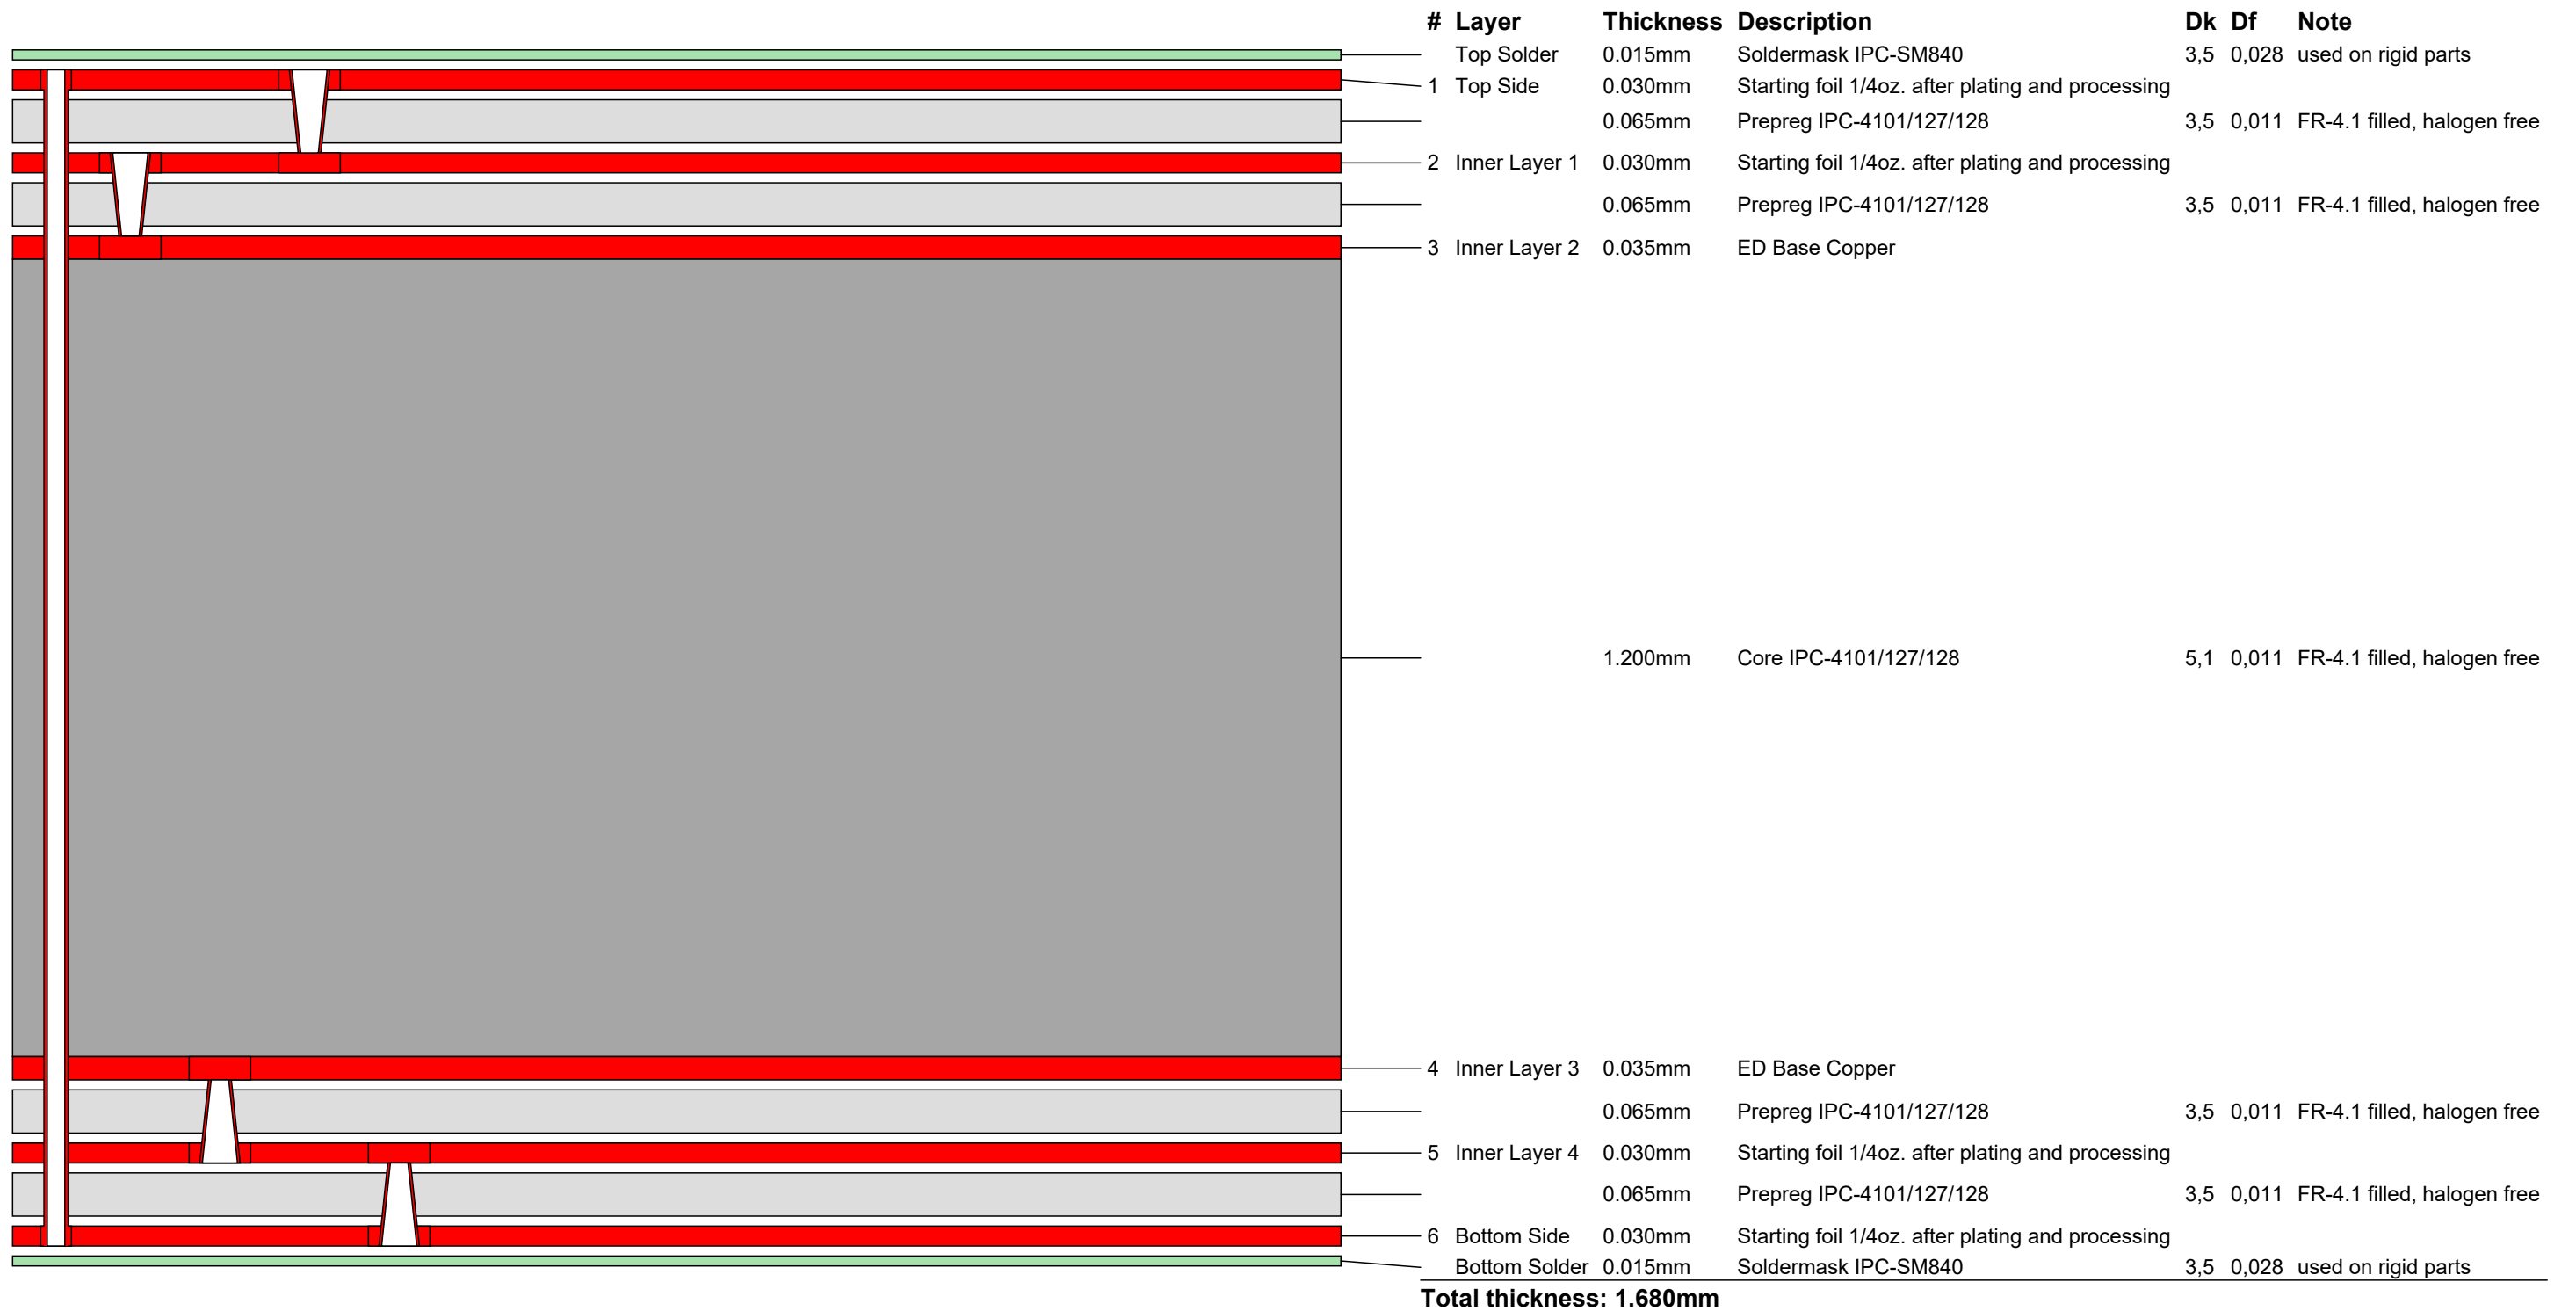 # Layer Thickness Description Dk Df Note
Top Solder 0.015mm Soldermask IPC-SM840 3,5 0,028 used on rigid parts
1 Top Side 0.030mm Starting foil 1/4oz. after plating and processing
0.065mm Prepreg IPC-4101/127/128 3,5 0,011 FR-4.1 filled, halogen free
2 Inner Layer 1 0.030mm Starting foil 1/4oz. after plating and processing
0.065mm Prepreg IPC-4101/127/128 3,5 0,011 FR-4.1 filled, halogen free
3 Inner Layer 2 0.035mm ED Base Copper
1.200mm Core IPC-4101/127/128 5,1 0,011 FR-4.1 filled, halogen free
4 Inner Layer 3 0.035mm ED Base Copper
0.065mm Prepreg IPC-4101/127/128 3,5 0,011 FR-4.1 filled, halogen free
5 Inner Layer 4 0.030mm Starting foil 1/4oz. after plating and processing
0.065mm Prepreg IPC-4101/127/128 3,5 0,011 FR-4.1 filled, halogen free
6 Bottom Side 0.030mm Starting foil 1/4oz. after plating and processing
Bottom Solder 0.015mm Soldermask IPC-SM840 3,5 0,028 used on rigid parts
Total thickness: 1.680mm